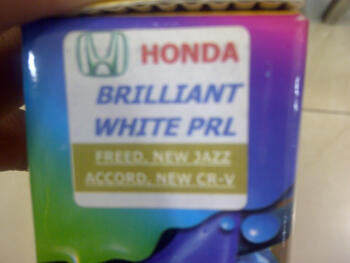 HONDA
BRILLIANT
WHITE PRL
FREED, NEW JAZZ
ACCORD, NEW CR-V